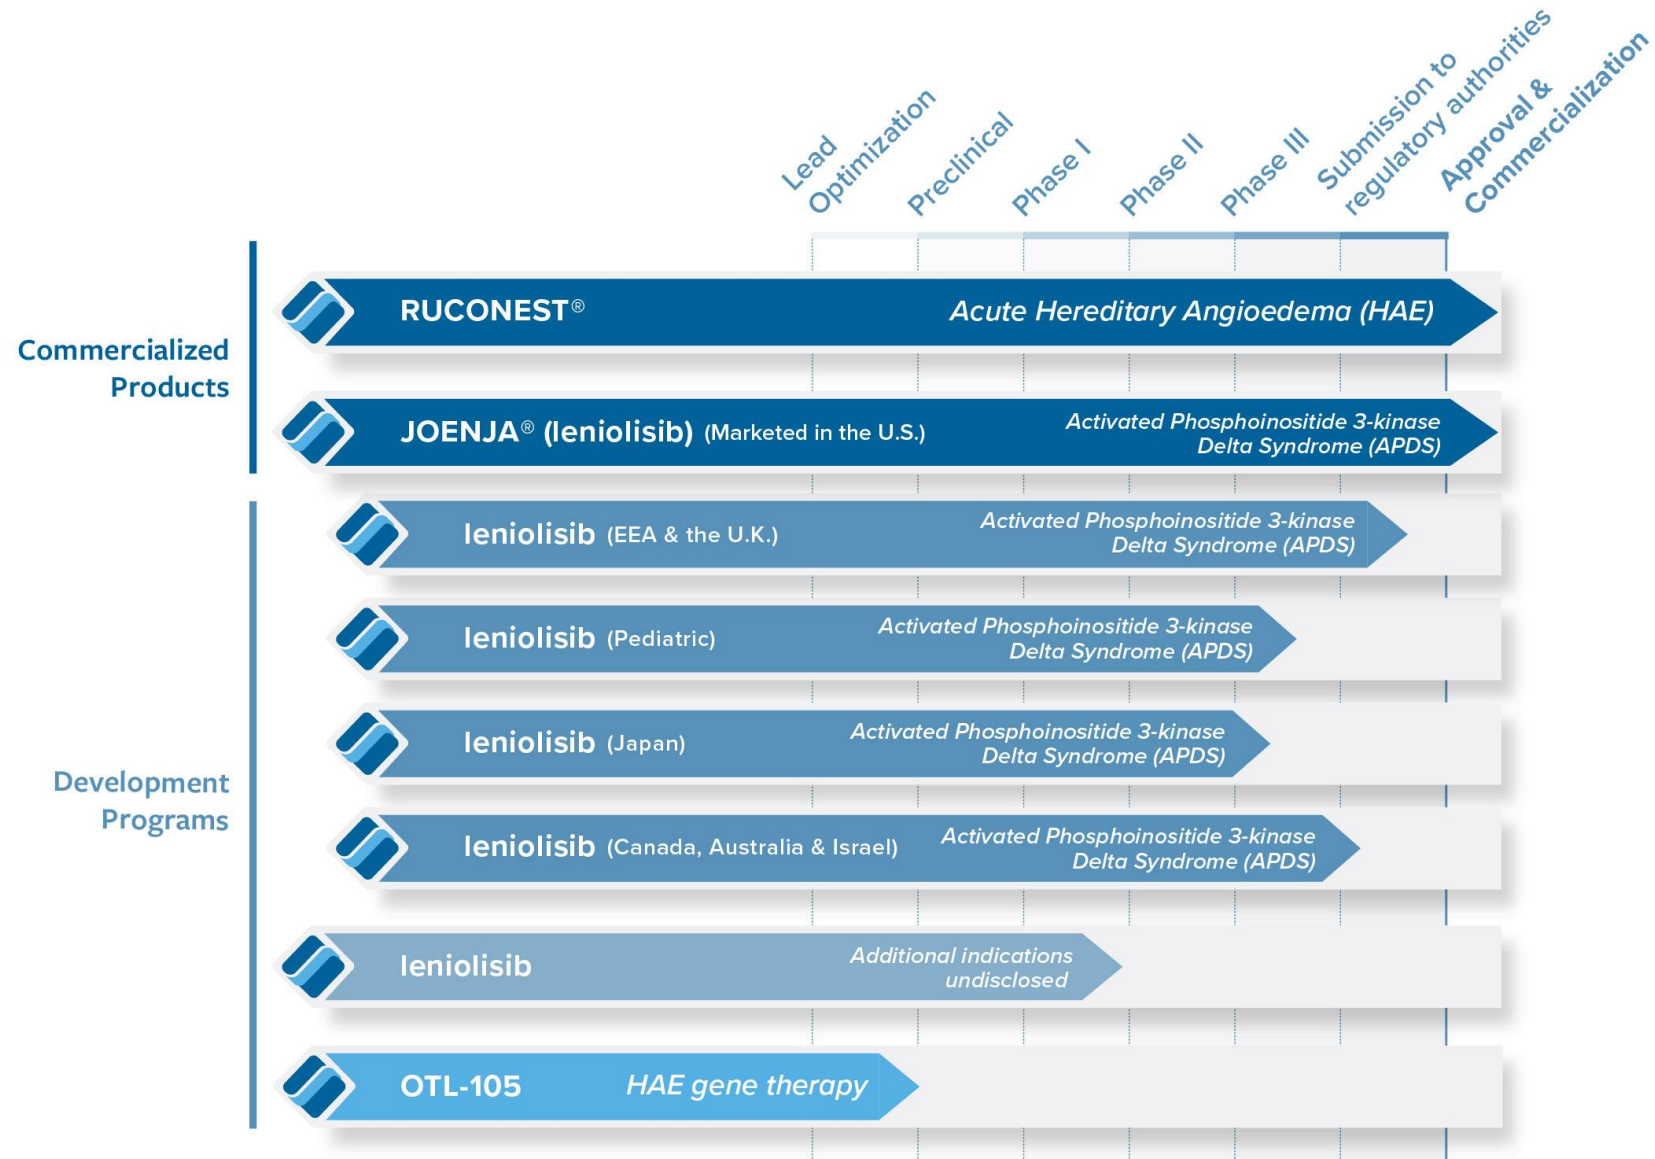 Lead
Optimization
Preclinical
Phase I
Phase II
Phase III
Submission to
regulatory authorities
Approval &
Commercialization
Commercialized
Products
RUCONEST®
Acute Hereditary Angioedema (HAE)
JOENJA® (leniolisib) (Marketed in the U.S.)
Activated Phosphoinositide 3-kinase
Delta Syndrome (APDS)
Development
Programs
leniolisib (EEA & the U.K.)
Activated Phosphoinositide 3-kinase
Delta Syndrome (APDS)
leniolisib (Pediatric)
Activated Phosphoinositide 3-kinase
Delta Syndrome (APDS)
leniolisib (Japan)
Activated Phosphoinositide 3-kinase
Delta Syndrome (APDS)
leniolisib (Canada, Australia & Israel)
Activated Phosphoinositide 3-kinase
Delta Syndrome (APDS)
leniolisib
Additional indications
undisclosed
OTL-105
HAE gene therapy